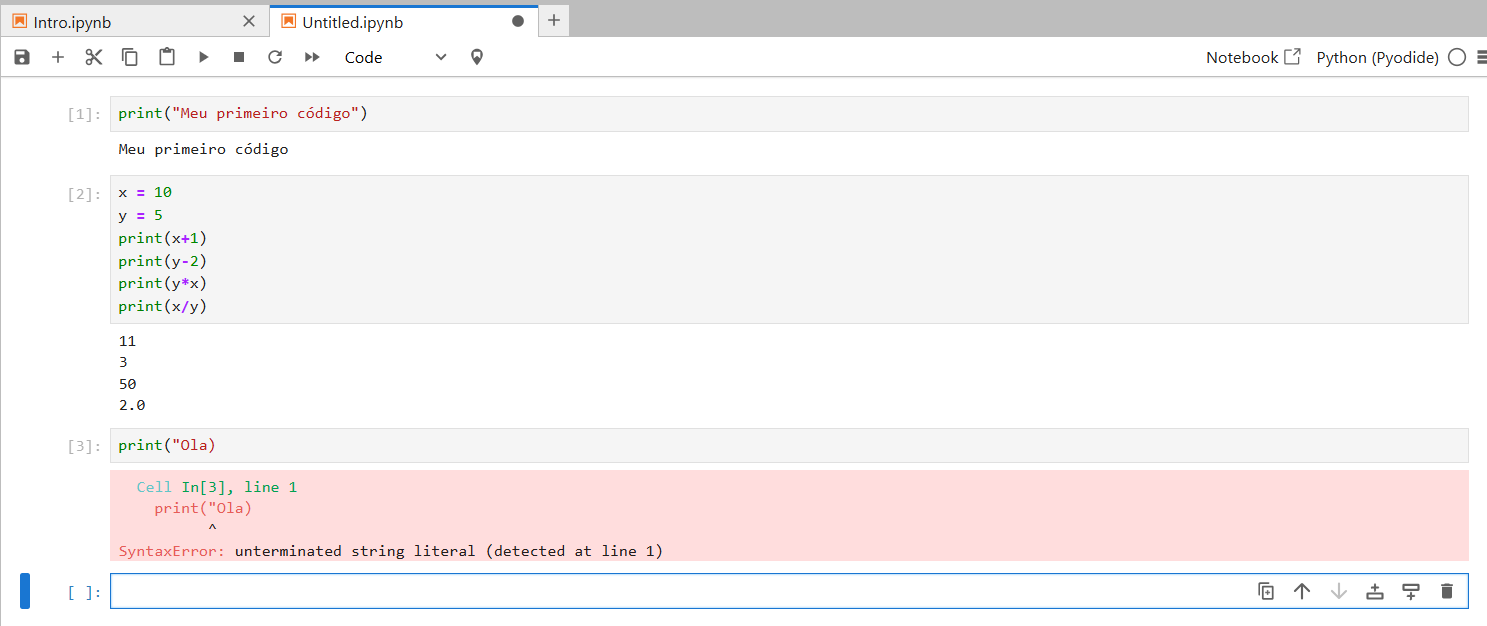 Intro.ipynb
Untitled.ipynb
Code
Notebook
Python (Pyodide)
[1]:
print("Meu primeiro código")
Meu primeiro código
[2]:
x = 10
y = 5
print(x+1)
print(y-2)
print(y*x)
print(x/y)
11
3
50
2.0
[3]:
print("Ola)
Cell In[3], line 1
print("Ola)
^
SyntaxError: unterminated string literal (detected at line 1)
[ ]: